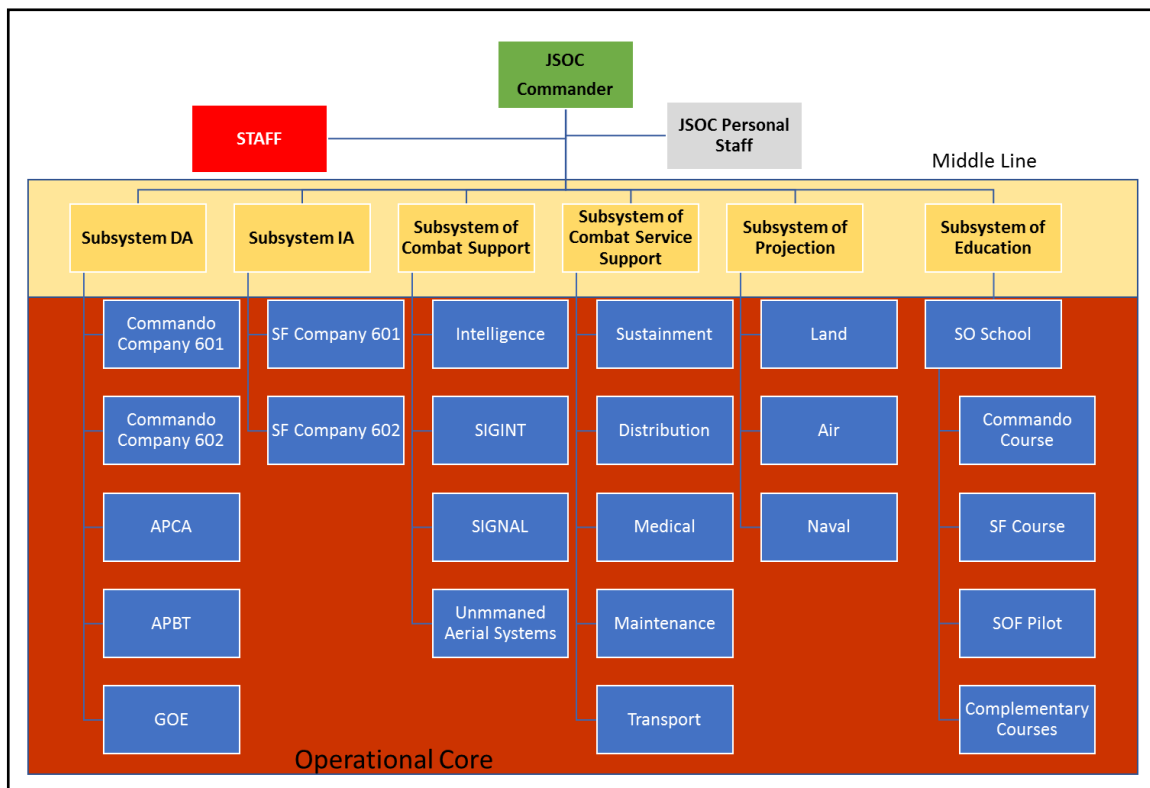 JSOC
Commander
STAFF
JSOC Personal
Staff
Middle Line
Subsystem DA
Subsystem IA
Subsystem of
Combat Support
Subsystem of
Combat Service
Support
Subsystem of
Projection
Subsystem of
Education
Commando
Company 601
SF Company 601
Intelligence
Sustainment
Land
SO School
Commando
Company 602
SF Company 602
SIGINT
Distribution
Air
Commando
Course
APCA
SIGNAL
Medical
Naval
SF Course
APBT
Unmmaned
Aerial Systems
Maintenance
SOF Pilot
GOE
Transport
Complementary
Courses
Operational Core